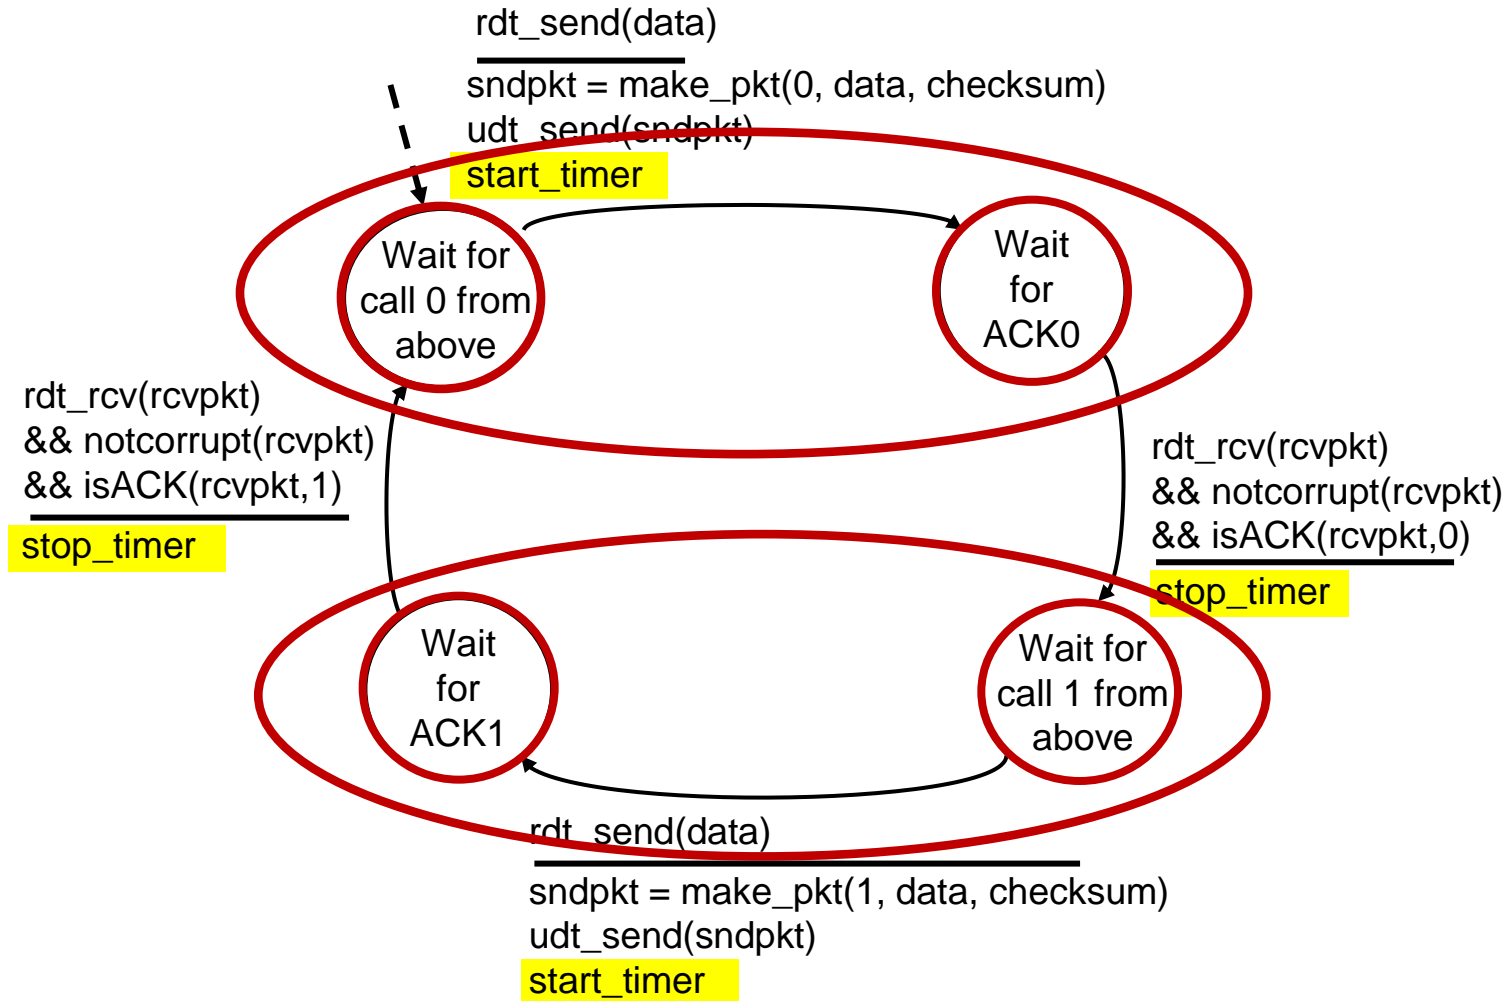 rdt_send(data)
sndpkt = make_pkt(0, data, checksum)
udt_send(sndpkt)
start_timer
Wait for
call 0 from
above
Wait
for
ACK0
rdt_rcv(rcvpkt)
&& notcorrupt(rcvpkt)
&& isACK(rcvpkt,1)
stop_timer
rdt_rcv(rcvpkt)
&& notcorrupt(rcvpkt)
&& isACK(rcvpkt,0)
stop_timer
Wait
for
ACK1
Wait for
call 1 from
above
rdt_send(data)
sndpkt = make_pkt(1, data, checksum)
udt_send(sndpkt)
start_timer